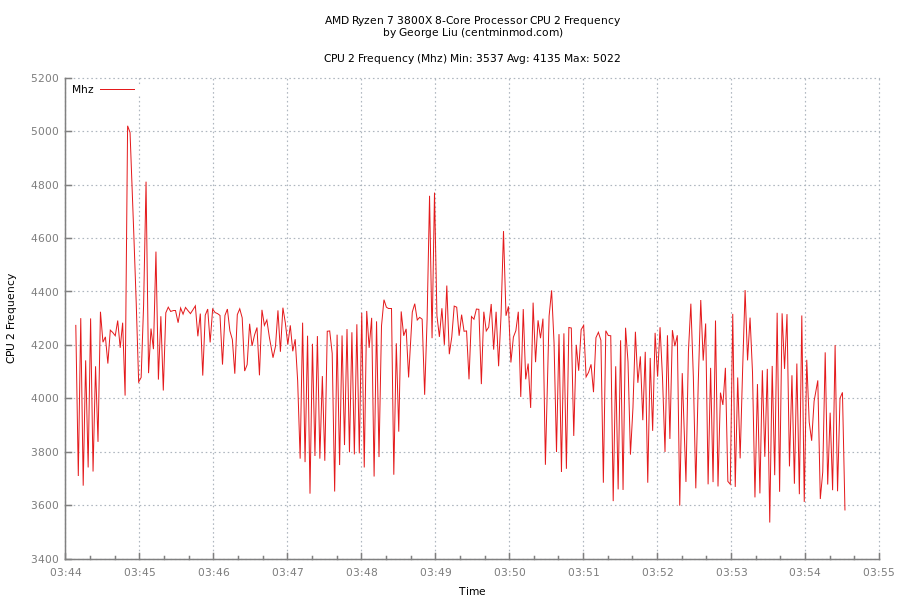 AMD Ryzen 7 3800X 8-Core Processor CPU 2 Frequency
by George Liu (centminmod.com)
CPU 2 Frequency (Mhz) Min: 3537 Avg: 4135 Max: 5022
Mhz
5200
5000
4800
4600
4400
4200
4000
3800
3600
3400
CPU 2 Frequency
03:44 03:45 03:46 03:47 03:48 03:49 03:50 03:51 03:52 03:53 03:54 03:55
Time